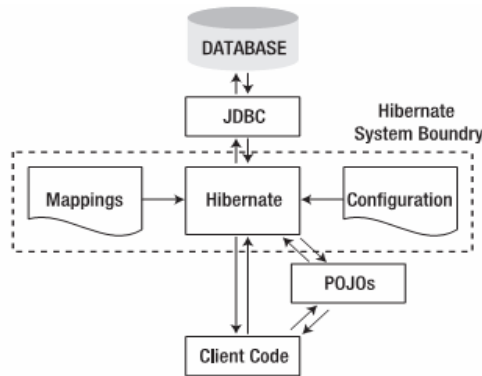 DATABASE
JDBC
Hibernate
System Boundry
Mappings
Hibernate
Configuration
POJOs
Client Code